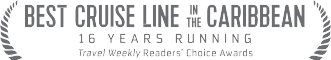 BEST CRUISE LINE IN THE CARIBBEAN
16 YEARS RUNNING
Travel Weekly Readers' Choice Awards